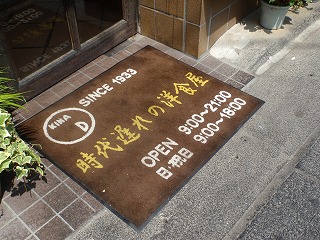 SINCE 1933
KINA
D
時代遅れの洋食屋
OPEN 9:00~21:00
日・祝日 9:00~18:00